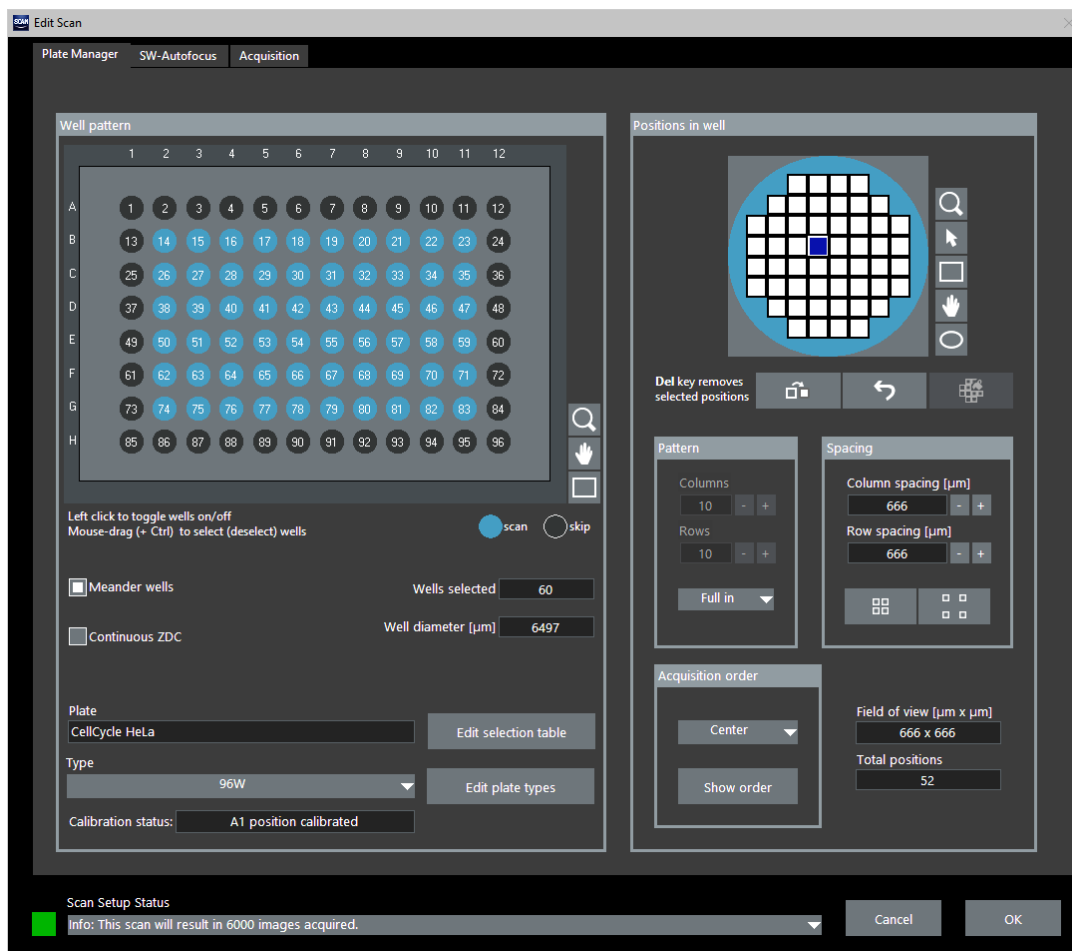 SCAN Edit Scan
Plate Manager SW-Autofocus Acquisition
Well pattern
1 2 3 4 5 6 7 8 9 10 11 12
A 1 2 3 4 5 6 7 8 9 10 11 12
B 13 14 15 16 17 18 19 20 21 22 23 24
C 25 26 27 28 29 30 31 32 33 34 35 36
D 37 38 39 40 41 42 43 44 45 46 47 48
E 49 50 51 52 53 54 55 56 57 58 59 60
F 61 62 63 64 65 66 67 68 69 70 71 72
G 73 74 75 76 77 78 79 80 81 82 83 84
H 85 86 87 88 89 90 91 92 93 94 95 96
Left click to toggle wells on/off
Mouse-drag (+ Ctrl) to select (deselect) wells
scan skip
Meander wells
Wells selected 60
Continuous ZDC
Well diameter [µm] 6497
Plate
CellCycle HeLa
Edit selection table
Type
96W
Edit plate types
Calibration status: A1 position calibrated
Positions in well
Del key removes
selected positions
Pattern
Columns
10 - +
Rows
10 - +
Full in
Spacing
Column spacing [µm]
666 - +
Row spacing [µm]
666 - +
Acquisition order
Center
Show order
Field of view [µm x µm]
666 x 666
Total positions
52
Scan Setup Status
Info: This scan will result in 6000 images acquired.
Cancel OK